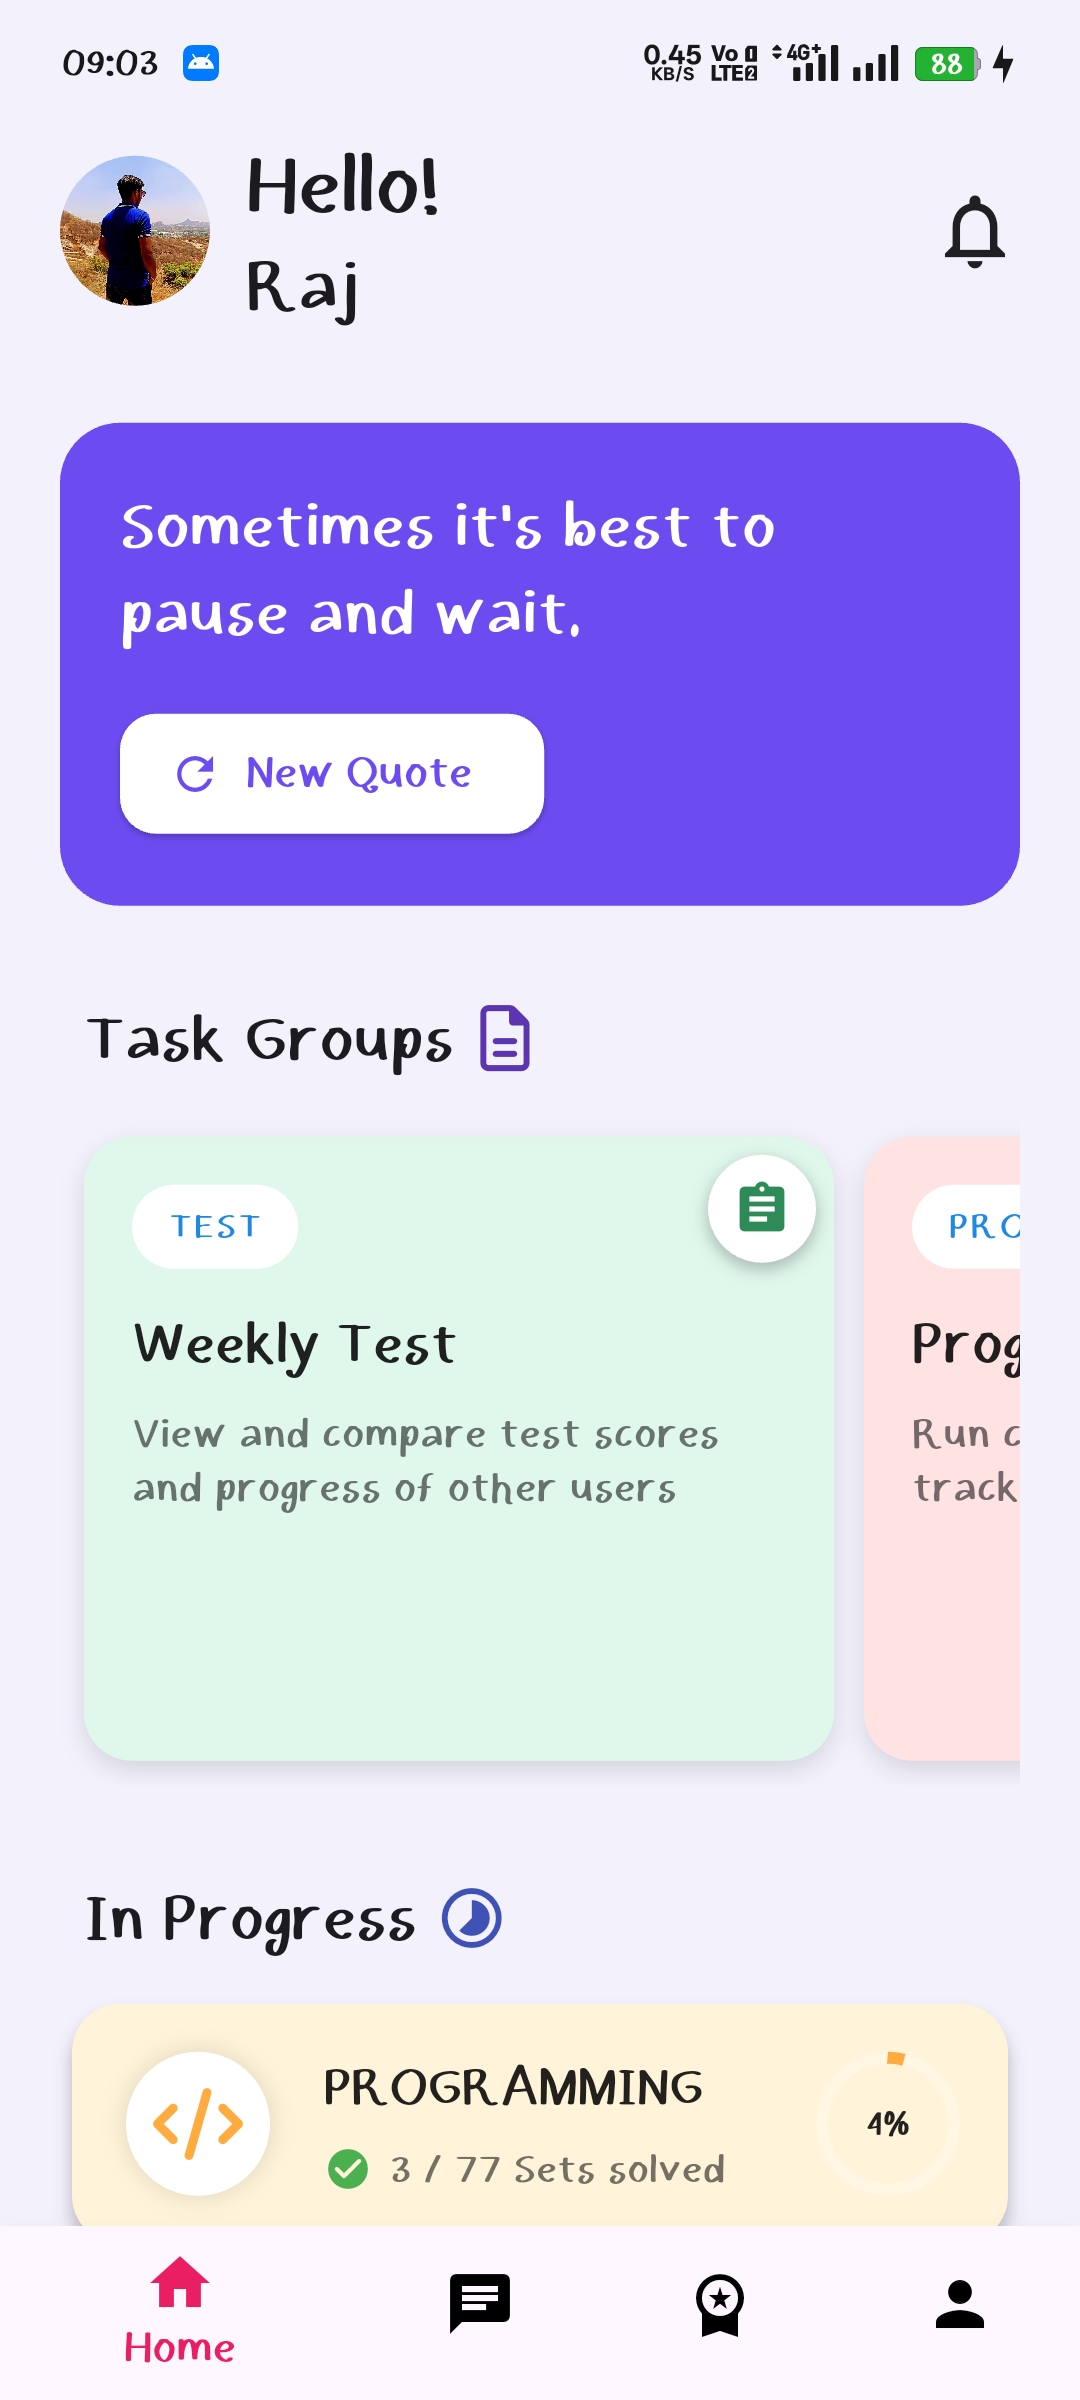 09:03
0.45 KB/S Vo LTE 1 2 4G+ 88
Hello!
Raj
Sometimes it's best to
pause and wait.
New Quote
Task Groups
TEST
PRO
Weekly Test
Prog
View and compare test scores
and progress of other users
Run c
track
In Progress
PROGRAMMING
3 / 77 Sets solved
4%
Home